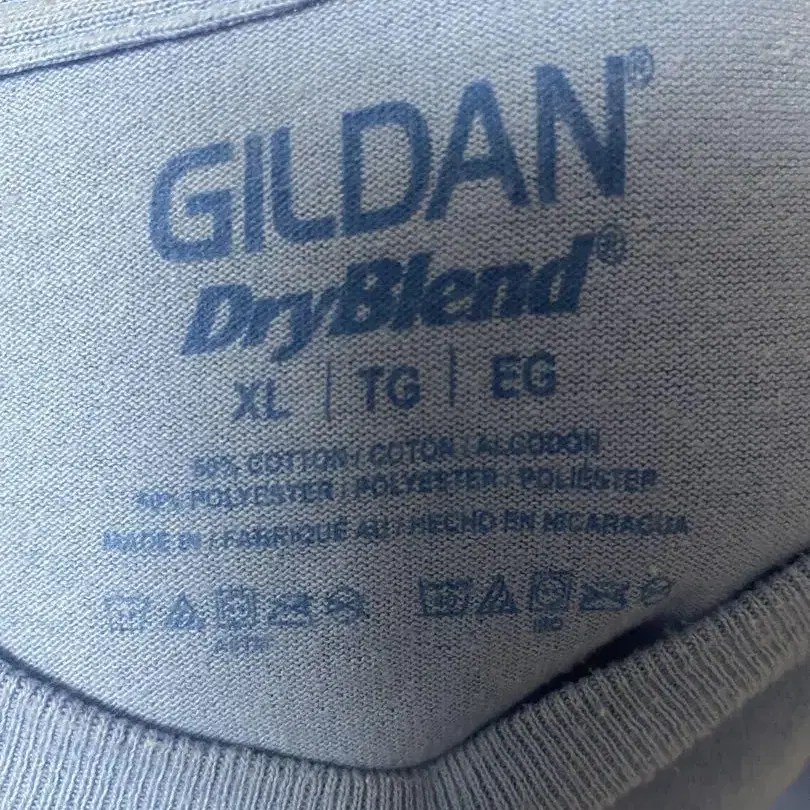 GILDAN®
DryBlend®
XL | TG | EG
50% COTTON / COTON / ALGODÓN
50% POLYESTER / POLYESTER / POLIÉSTER
MADE IN / FABRIQUÉ AU / HECHO EN NICARAGUA